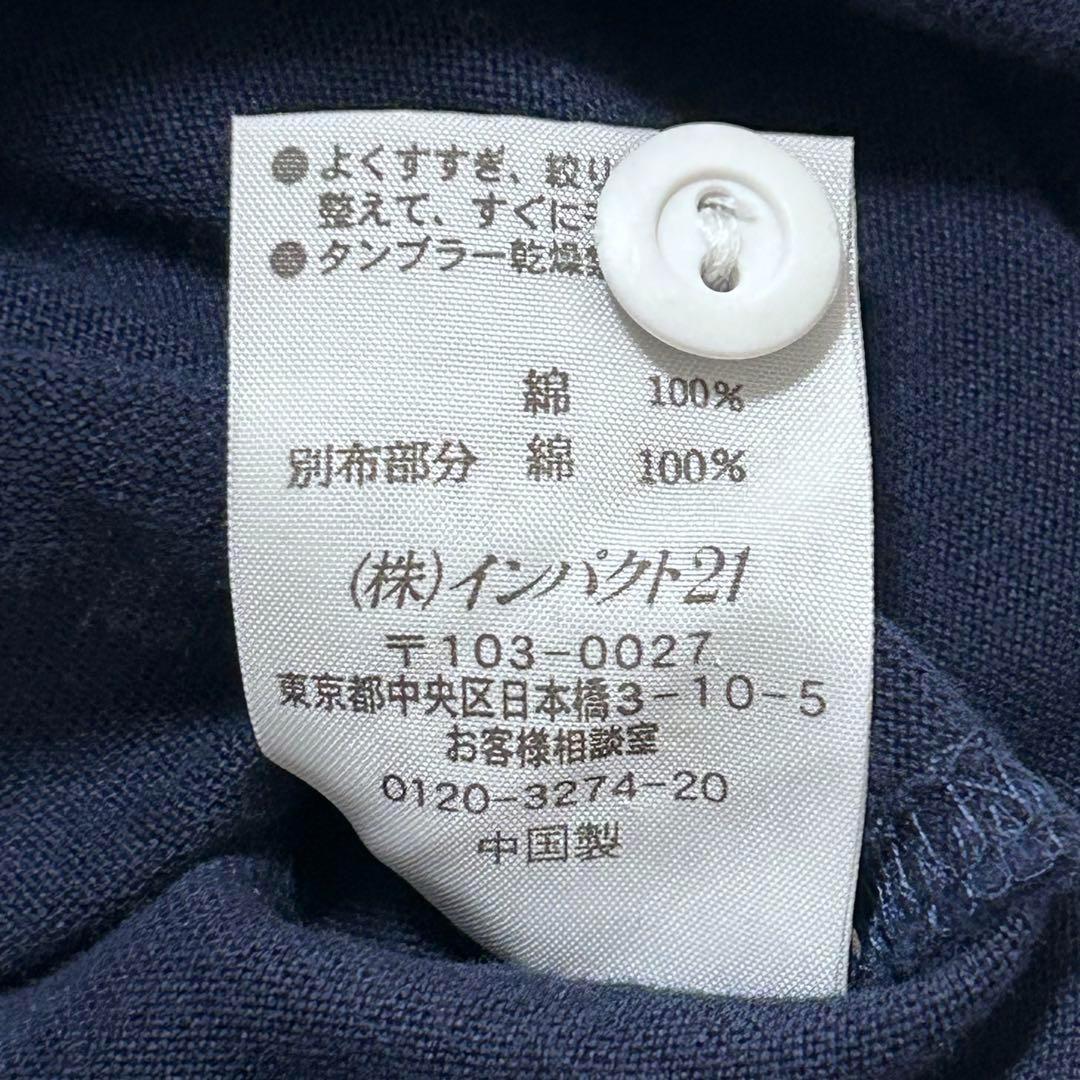 ●よくすすぎ、絞り
整えて、すぐに
●タンブラー乾燥
綿 100%
別布部分 綿 100%
(株)インパクト21
〒103-0027
東京都中央区日本橋3-10-5
お客様相談室
0120-3274-20
中国製